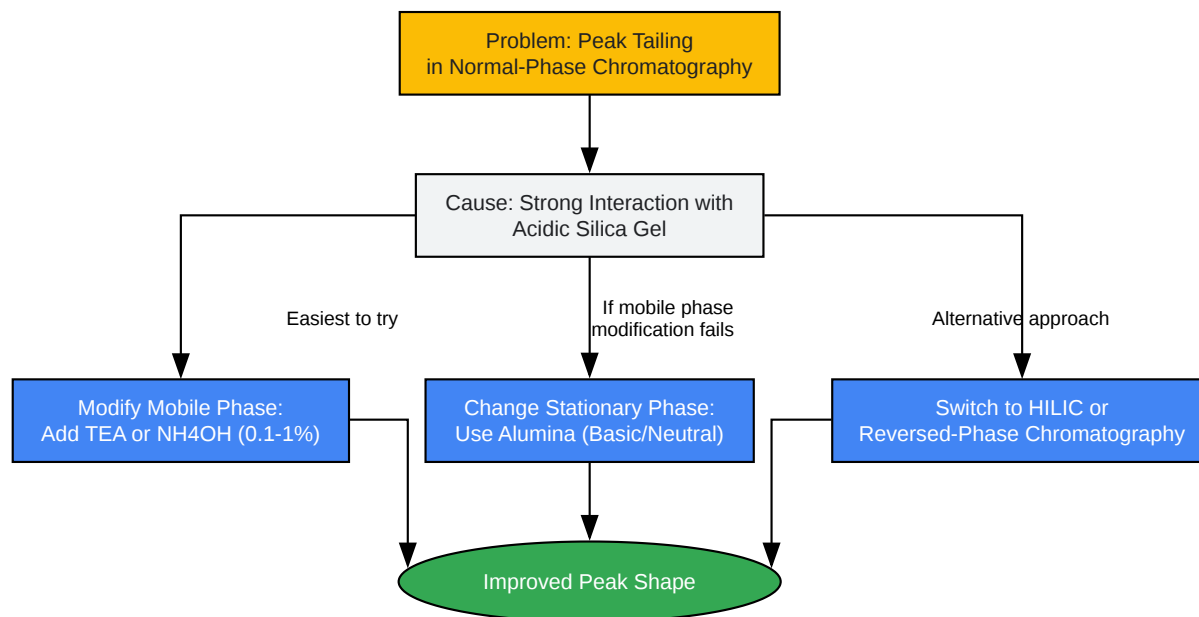 Problem: Peak Tailing
in Normal-Phase Chromatography
Cause: Strong Interaction with
Acidic Silica Gel
Easiest to try
If mobile phase
modification fails
Alternative approach
Modify Mobile Phase:
Add TEA or NH4OH (0.1-1%)
Change Stationary Phase:
Use Alumina (Basic/Neutral)
Switch to HILIC or
Reversed-Phase Chromatography
Improved Peak Shape